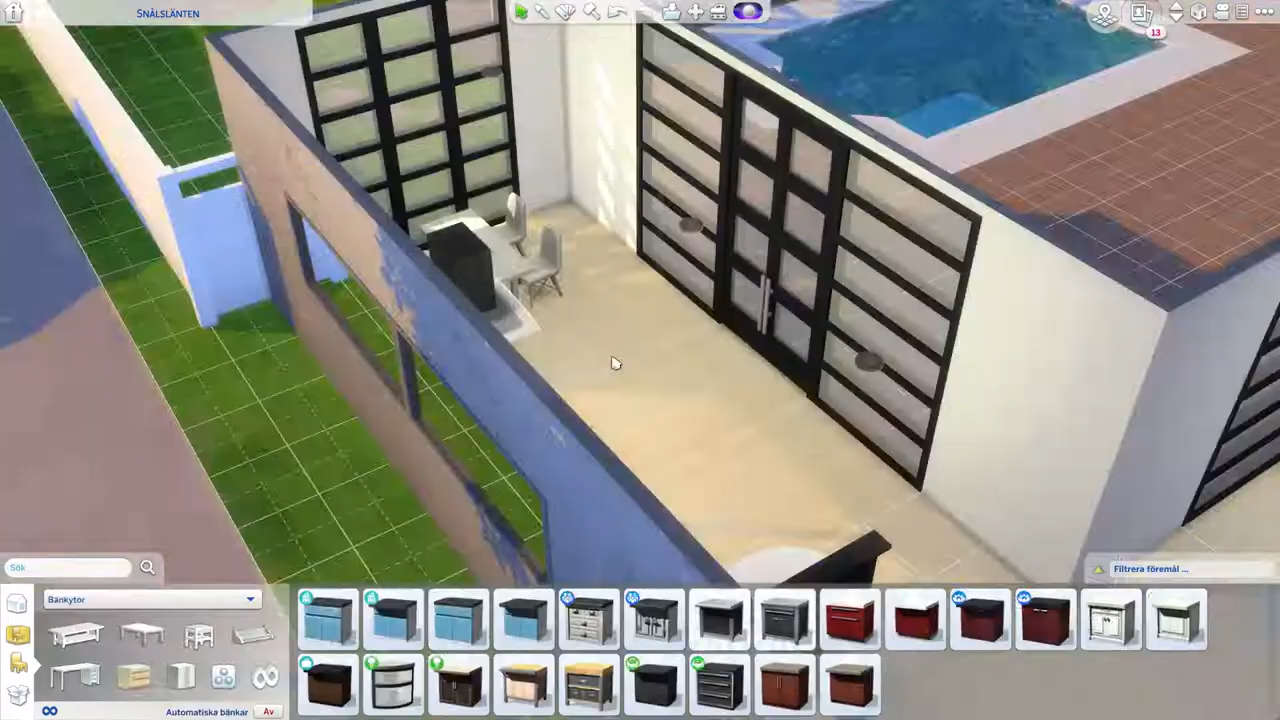 SNÅLSLÄNTEN
13
Sök
Filtrera föremål ...
Bänkytor
Automatiska bänkar
Av